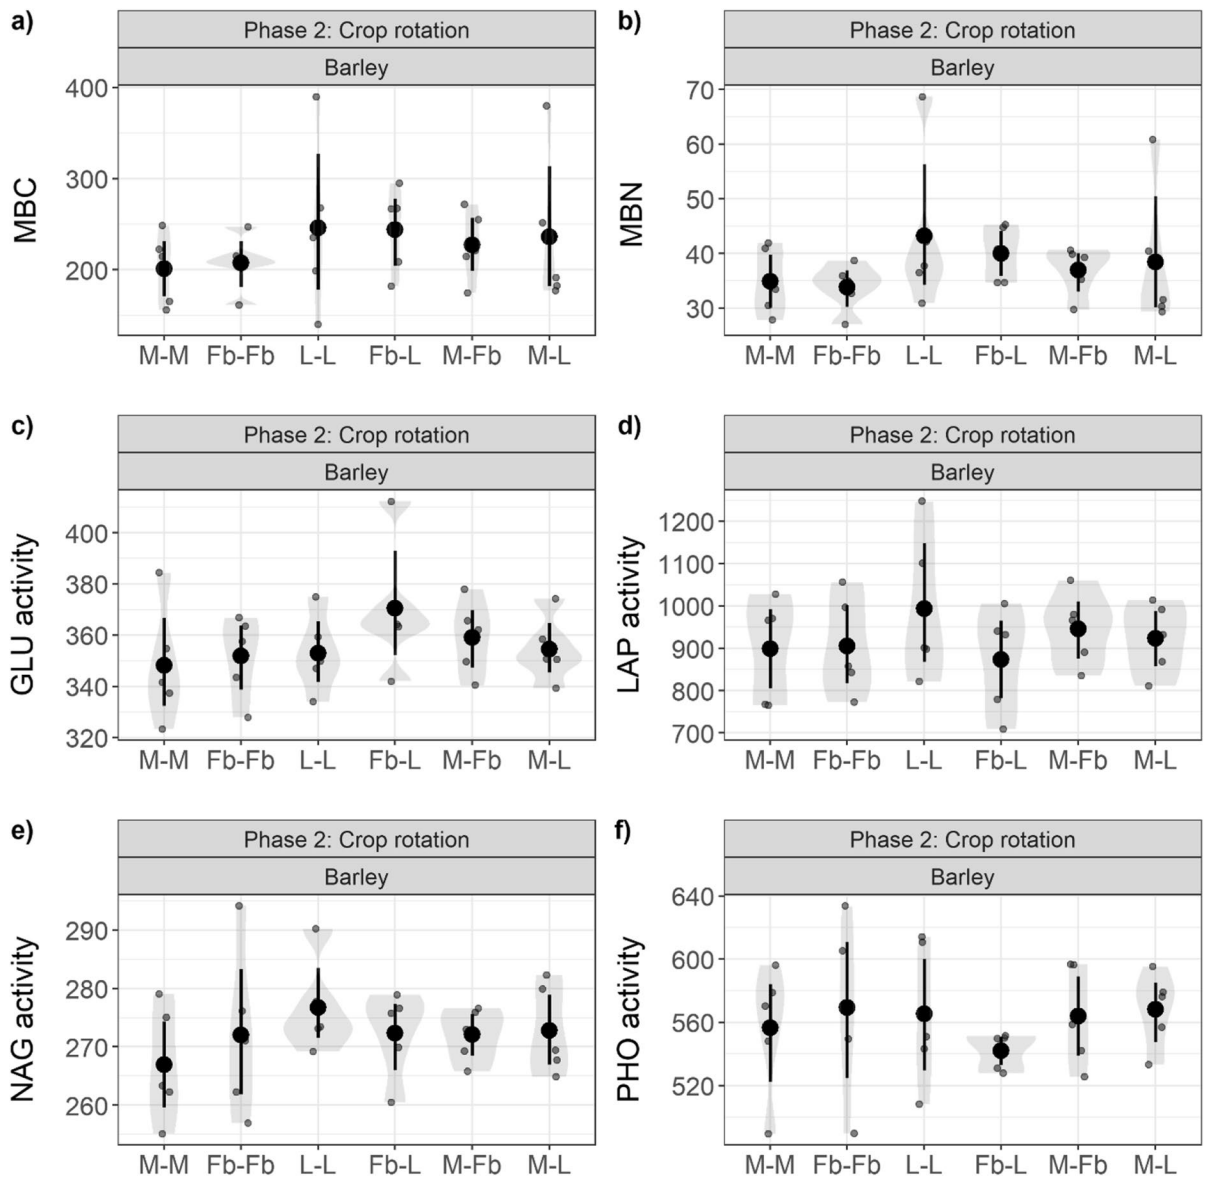 a)
Phase 2: Crop rotation
Barley
MBC
400
300
200
M-M Fb-Fb L-L Fb-L M-Fb M-L
b)
Phase 2: Crop rotation
Barley
MBN
70
60
50
40
30
M-M Fb-Fb L-L Fb-L M-Fb M-L
c)
Phase 2: Crop rotation
Barley
GLU activity
400
380
360
340
320
M-M Fb-Fb L-L Fb-L M-Fb M-L
d)
Phase 2: Crop rotation
Barley
LAP activity
1200
1100
1000
900
800
700
M-M Fb-Fb L-L Fb-L M-Fb M-L
e)
Phase 2: Crop rotation
Barley
NAG activity
290
280
270
260
M-M Fb-Fb L-L Fb-L M-Fb M-L
f)
Phase 2: Crop rotation
Barley
PHO activity
640
600
560
520
M-M Fb-Fb L-L Fb-L M-Fb M-L